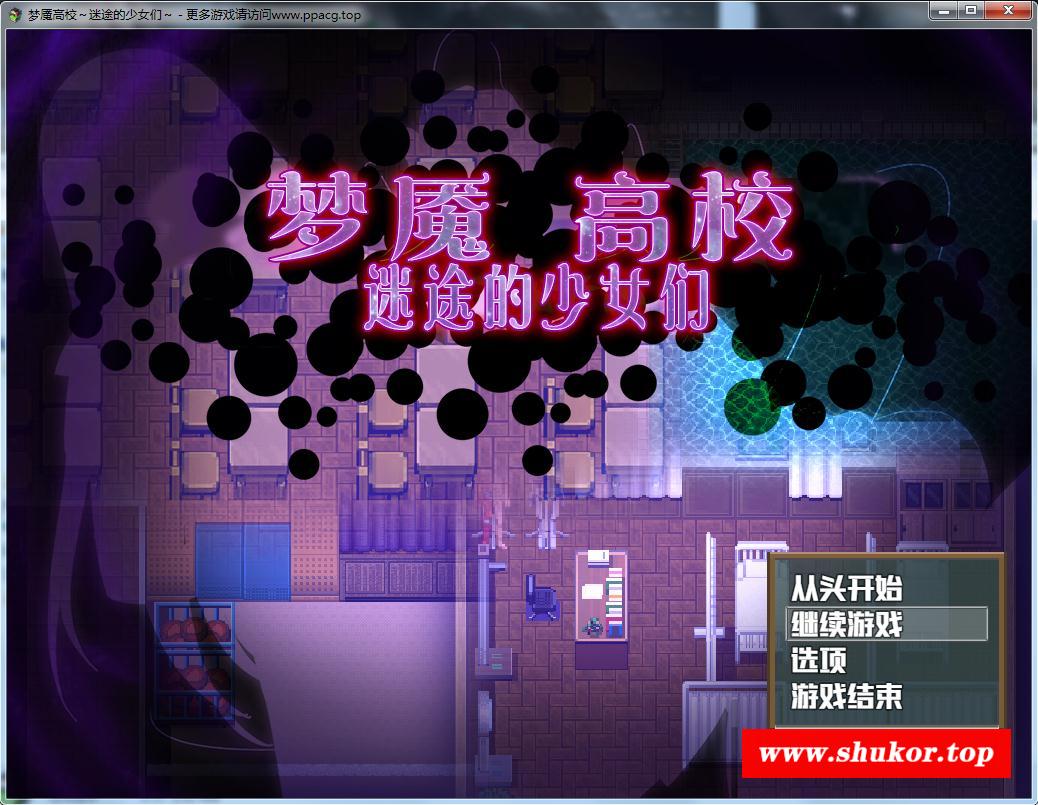 梦魇高校～迷途的少女们～ - 更多游戏请访问www.ppacg.top
梦魇 高校
迷途的少女们
从头开始
继续游戏
选项
游戏结束
www.shukor.top